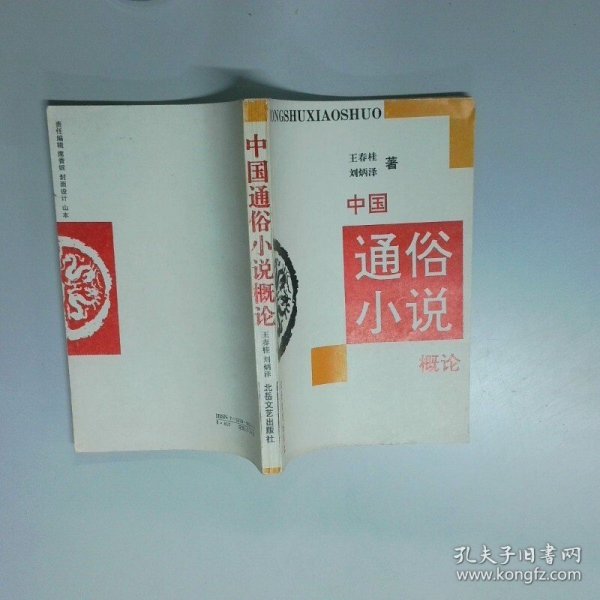 ONGSHUXIAOSHUO
王春桂
刘炳泽
著
中国
通俗
小说
概论
中国通俗小说概论
王春桂 刘炳泽
北岳文艺出版社
责任编辑 封面设计 山本
孔夫子旧书网
www.kongfz.com